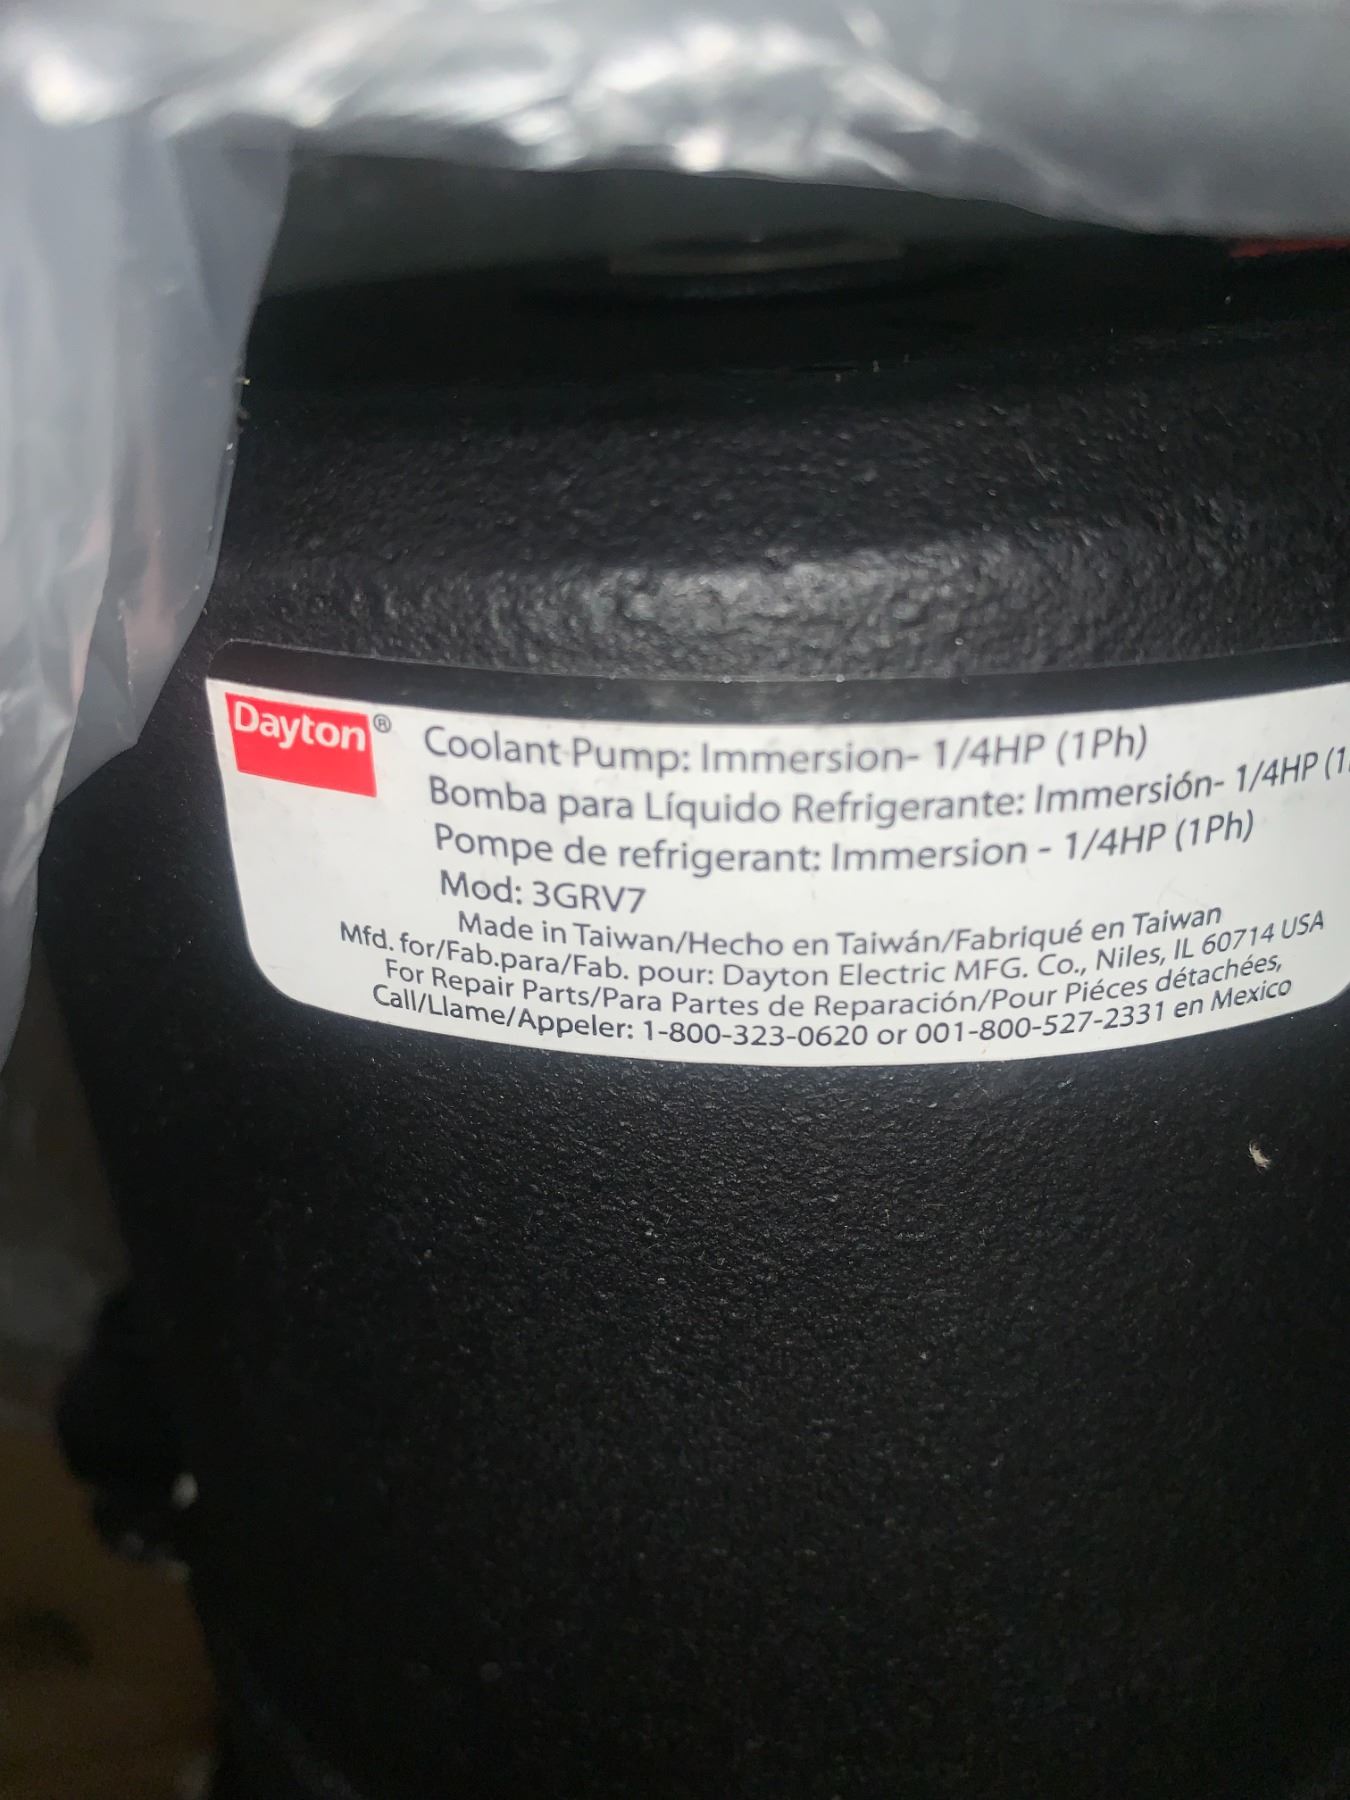 Dayton®
Coolant Pump: Immersion- 1/4HP (1Ph)
Bomba para Líquido Refrigerante: Immersión- 1/4HP (1
Pompe de refrigerant: Immersion - 1/4HP (1Ph)
Mod: 3GRV7
Made in Taiwan/Hecho en Taiwán/Fabriqué en Taiwan
Mfd. for/Fab.para/Fab. pour: Dayton Electric MFG. Co., Niles, IL 60714 USA
For Repair Parts/Para Partes de Reparación/Pour Piéces détachées,
Call/Llame/Appeler: 1-800-323-0620 or 001-800-527-2331 en Mexico